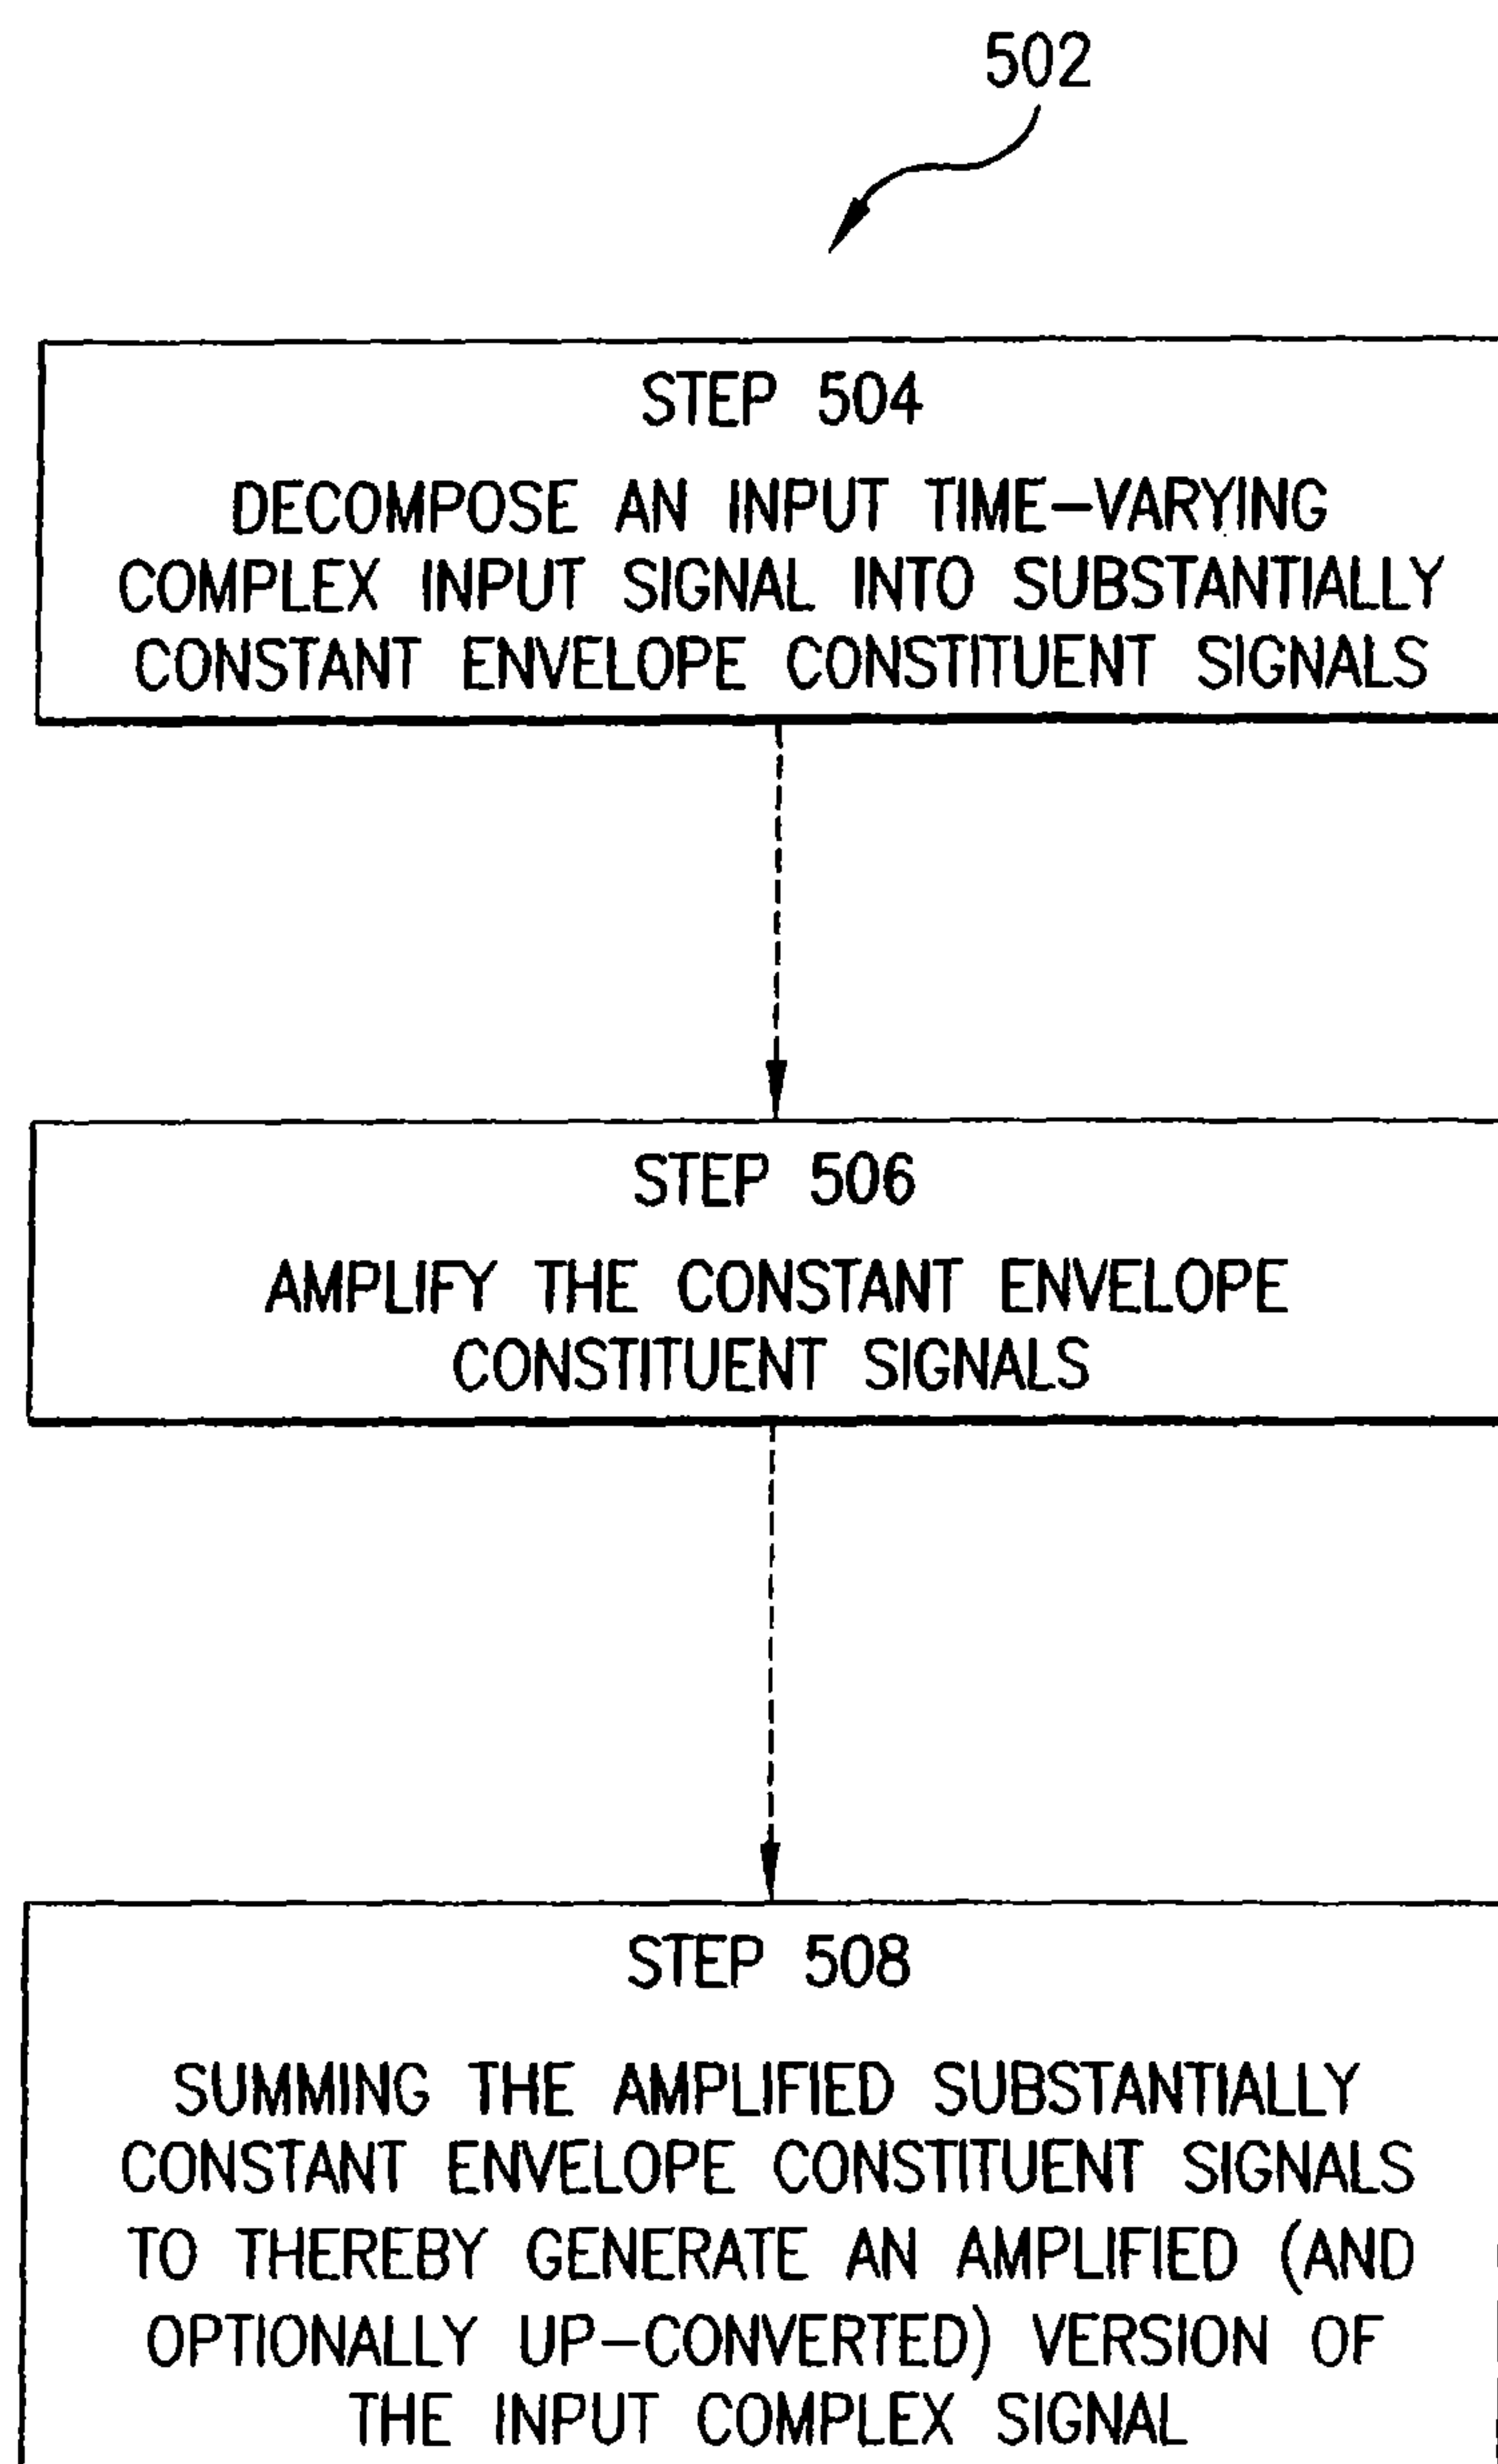 502
STEP 504
DECOMPOSE AN INPUT TIME-VARYING
COMPLEX INPUT SIGNAL INTO SUBSTANTIALLY
CONSTANT ENVELOPE CONSTITUENT SIGNALS
STEP 506
AMPLIFY THE CONSTANT ENVELOPE
CONSTITUENT SIGNALS
STEP 508
SUMMING THE AMPLIFIED SUBSTANTIALLY
CONSTANT ENVELOPE CONSTITUENT SIGNALS
TO THEREBY GENERATE AN AMPLIFIED (AND
OPTIONALLY UP-CONVERTED) VERSION OF
THE INPUT COMPLEX SIGNAL